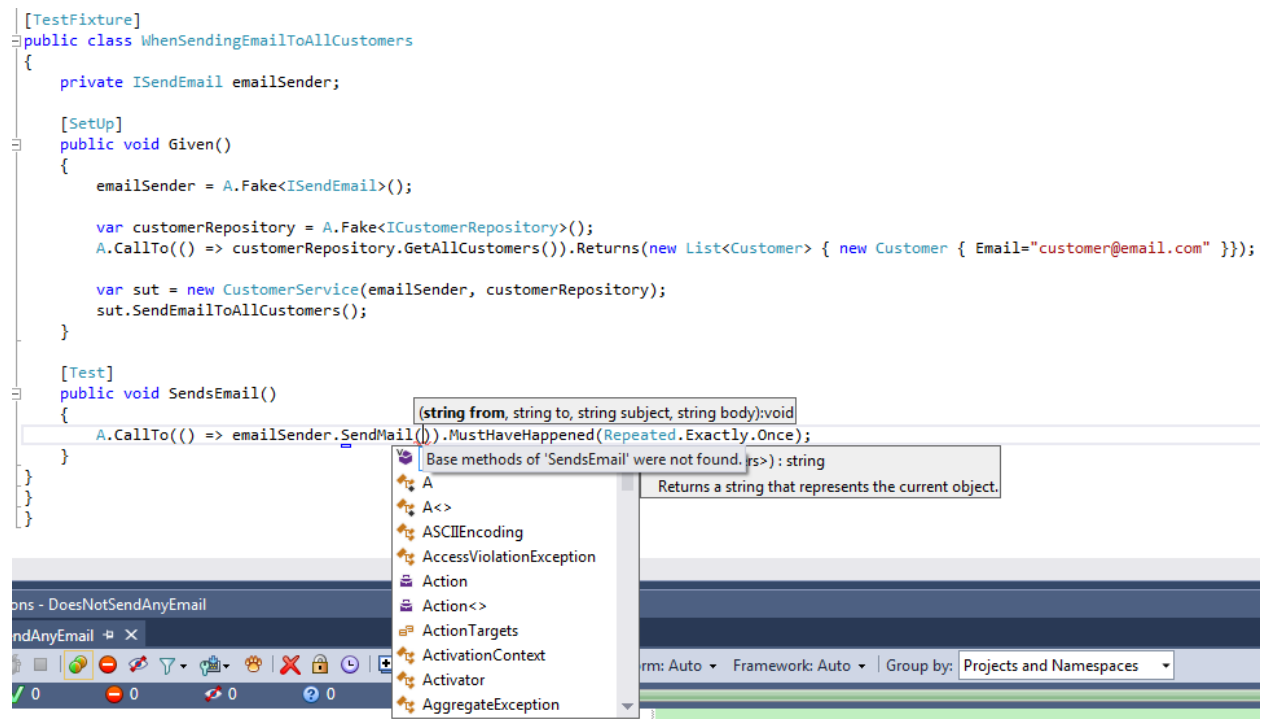 [TestFixture]
public class WhenSendingEmailToAllCustomers
{
private ISendEmail emailSender;
[SetUp]
public void Given()
{
emailSender = A.Fake<ISendEmail>();
var customerRepository = A.Fake<ICustomerRepository>();
A.CallTo(() => customerRepository.GetAllCustomers()).Returns(new List<Customer> { new Customer { Email="customer@email.com" }});
var sut = new CustomerService(emailSender, customerRepository);
sut.SendEmailToAllCustomers();
}
[Test]
public void SendsEmail()
(string from, string to, string subject, string body):void
{
A.CallTo(() => emailSender.SendMail()).MustHaveHappened(Repeated.Exactly.Once);
}
Base methods of 'SendsEmail' were not found.
rs>) : string
Returns a string that represents the current object.
}
}
}
A
A<>
ASCIIEncoding
AccessViolationException
Action
Action<>
ActionTargets
ActivationContext
Activator
AggregateException
ons - DoesNotSendAnyEmail
ndAnyEmail
rm: Auto Framework: Auto Group by: Projects and Namespaces
0 0 0 0